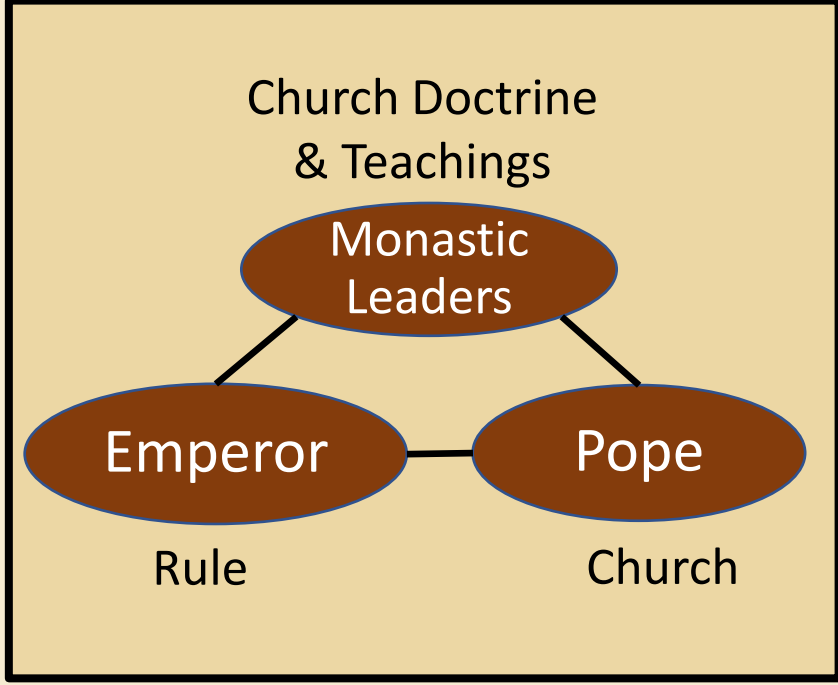 Church Doctrine
& Teachings
Monastic
Leaders
Emperor
Pope
Rule
Church